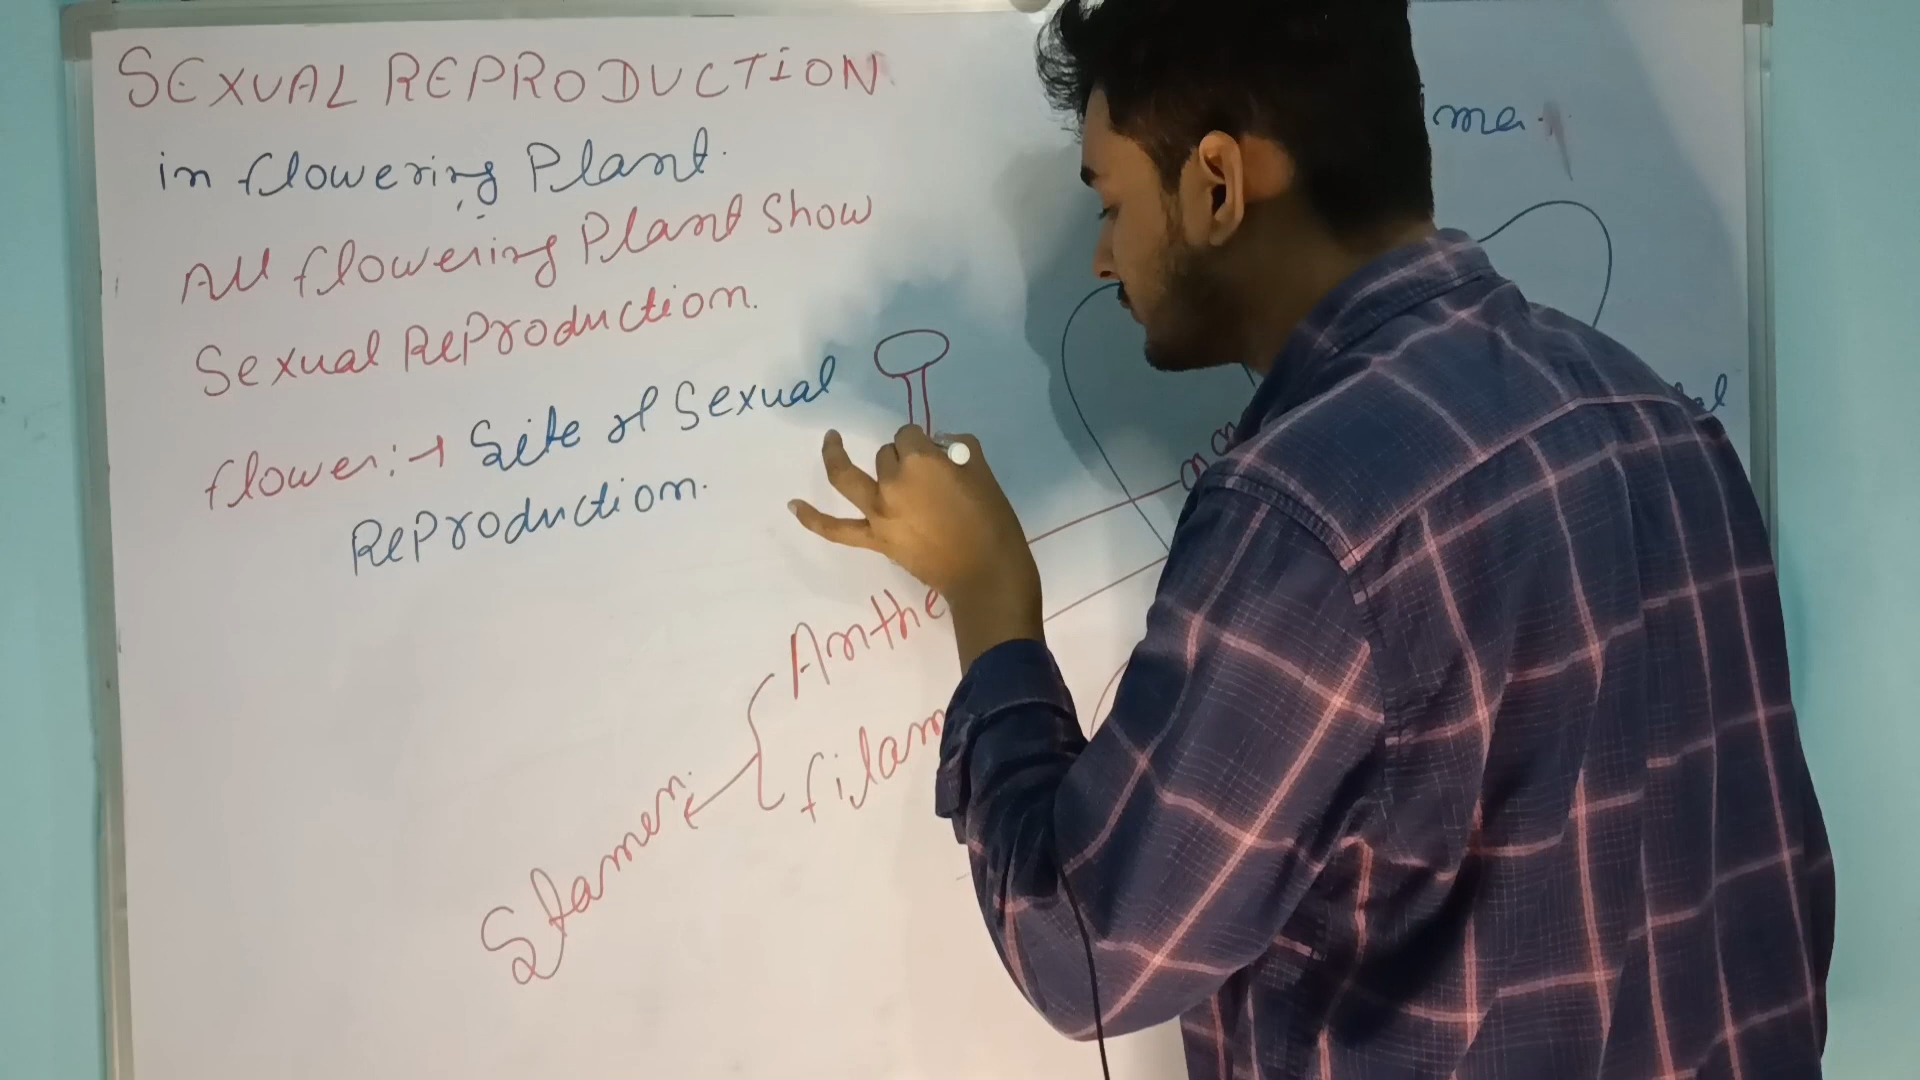 SEXUAL REPRODUCTION
in flowering Plant.
All flowering Plant Show
Sexual Reproduction.
flower:→ Site of Sexual
Reproduction.
Stamen